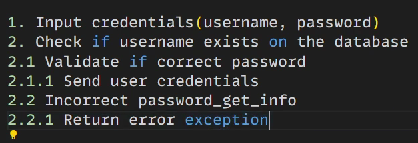 1. Input credentials(username, password)
2. Check if username exists on the database
2.1 Validate if correct password
2.1.1 Send user credentials
2.2 Incorrect password_get_info
2.2.1 Return error exception